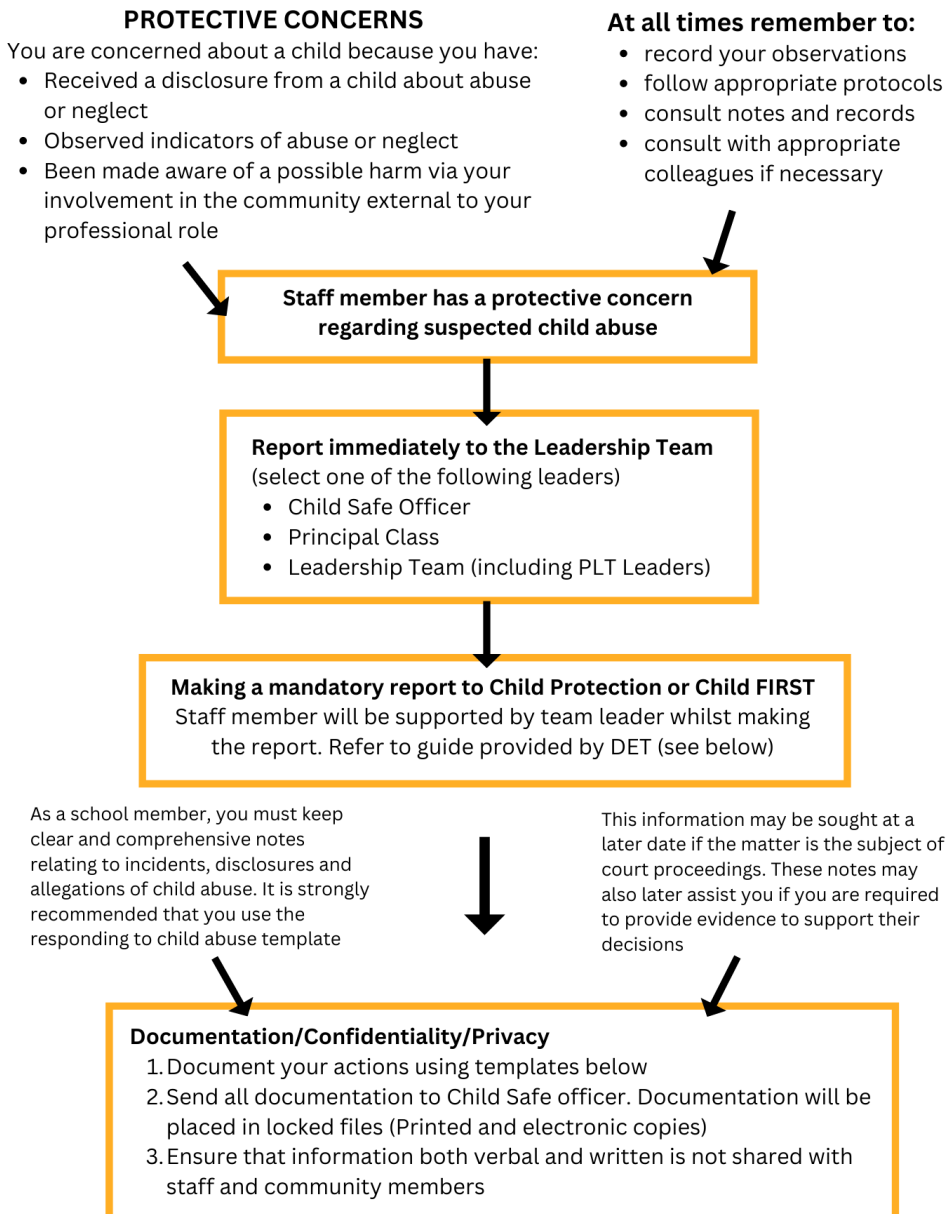 PROTECTIVE CONCERNS
You are concerned about a child because you have:
• Received a disclosure from a child about abuse
or neglect
• Observed indicators of abuse or neglect
• Been made aware of a possible harm via your
involvement in the community external to your
professional role
At all times remember to:
• record your observations
• follow appropriate protocols
• consult notes and records
• consult with appropriate
colleagues if necessary
Staff member has a protective concern
regarding suspected child abuse
Report immediately to the Leadership Team
(select one of the following leaders)
• Child Safe Officer
• Principal Class
• Leadership Team (including PLT Leaders)
Making a mandatory report to Child Protection or Child FIRST
Staff member will be supported by team leader whilst making
the report. Refer to guide provided by DET (see below)
As a school member, you must keep
clear and comprehensive notes
relating to incidents, disclosures and
allegations of child abuse. It is strongly
recommended that you use the
responding to child abuse template
This information may be sought at a
later date if the matter is the subject of
court proceedings. These notes may
also later assist you if you are required
to provide evidence to support their
decisions
Documentation/Confidentiality/Privacy
1. Document your actions using templates below
2. Send all documentation to Child Safe officer. Documentation will be
placed in locked files (Printed and electronic copies)
3. Ensure that information both verbal and written is not shared with
staff and community members